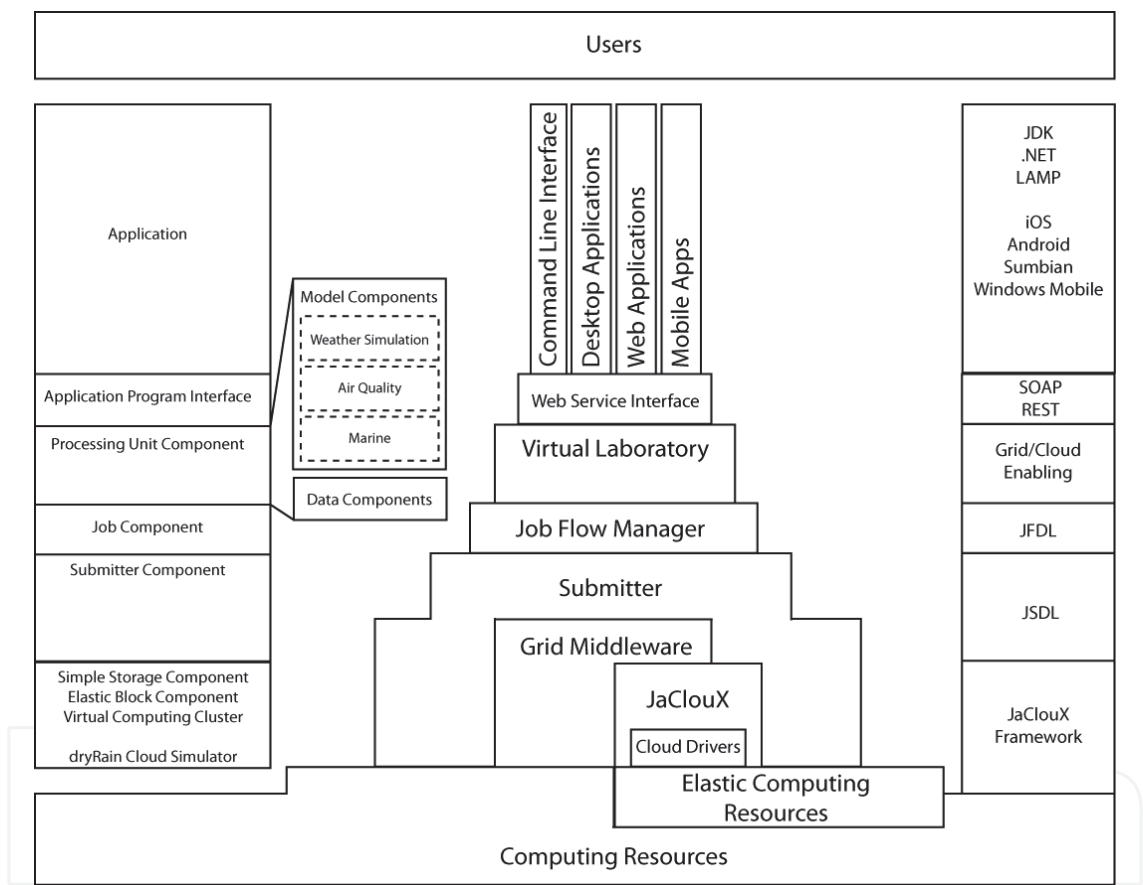 Users
Application
Application Program Interface
Processing Unit Component
Job Component
Submitter Component
Simple Storage Component
Elastic Block Component
Virtual Computing Cluster
dryRain Cloud Simulator
Model Components
Weather Simulation
Air Quality
Marine
Data Components
Command Line Interface
Desktop Applications
Web Applications
Mobile Apps
Web Service Interface
Virtual Laboratory
Job Flow Manager
Submitter
Grid Middleware
JaClouX
Cloud Drivers
Elastic Computing
Resources
Computing Resources
JDK
.NET
LAMP
iOS
Android
Sumbian
Windows Mobile
SOAP
REST
Grid/Cloud
Enabling
JFDL
JSDL
JaClouX
Framework